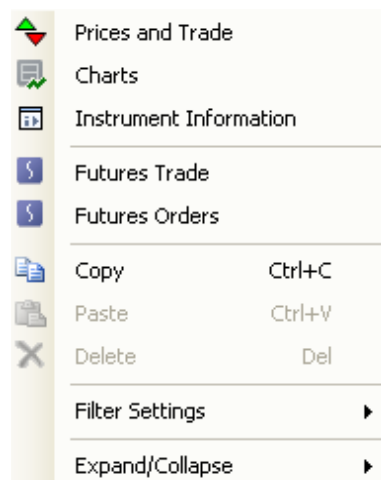 Prices and Trade
Charts
Instrument Information
Futures Trade
Futures Orders
Copy Ctrl+C
Paste Ctrl+V
Delete Del
Filter Settings
Expand/Collapse